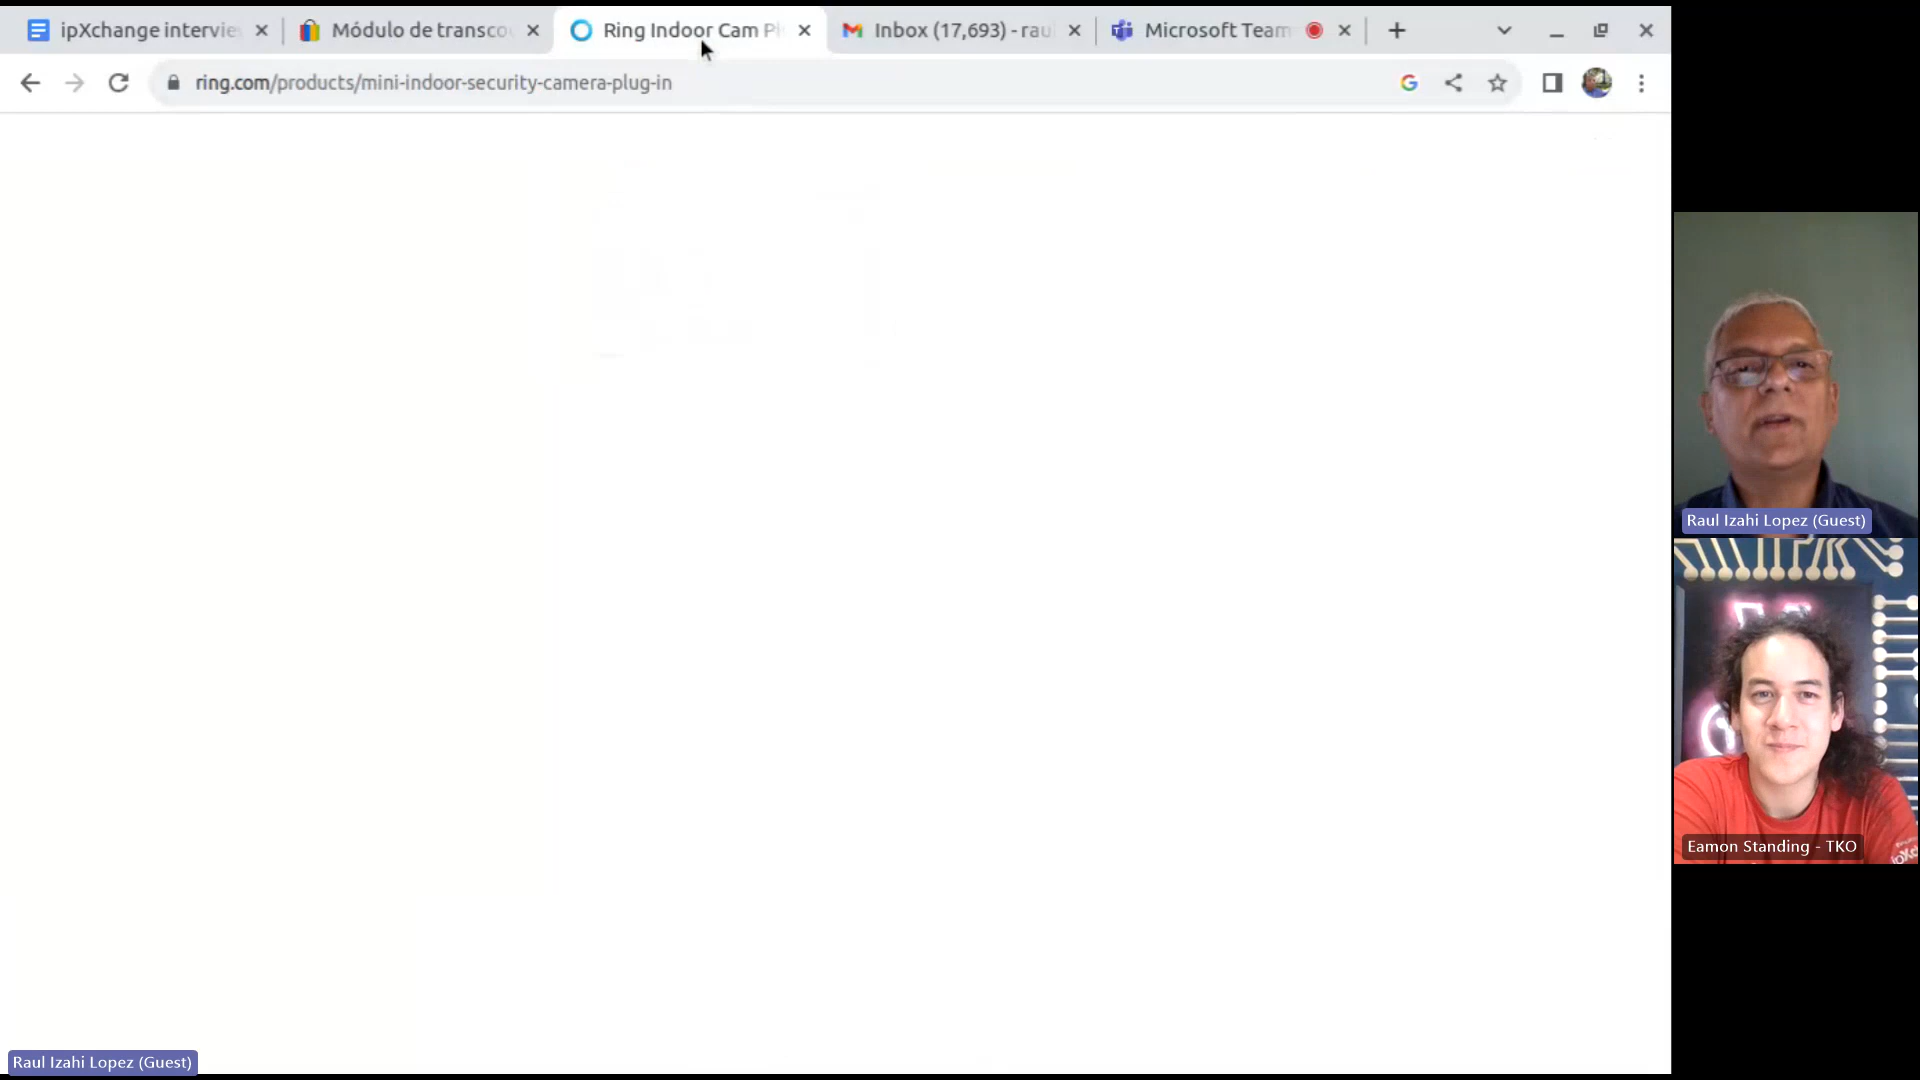 ipXchange intervie
Módulo de transco
Ring Indoor Cam Pl
Inbox (17,693) - rau
Microsoft Team
ring.com/products/mini-indoor-security-camera-plug-in
Raul Izahi Lopez (Guest)
Eamon Standing - TKO
Raul Izahi Lopez (Guest)